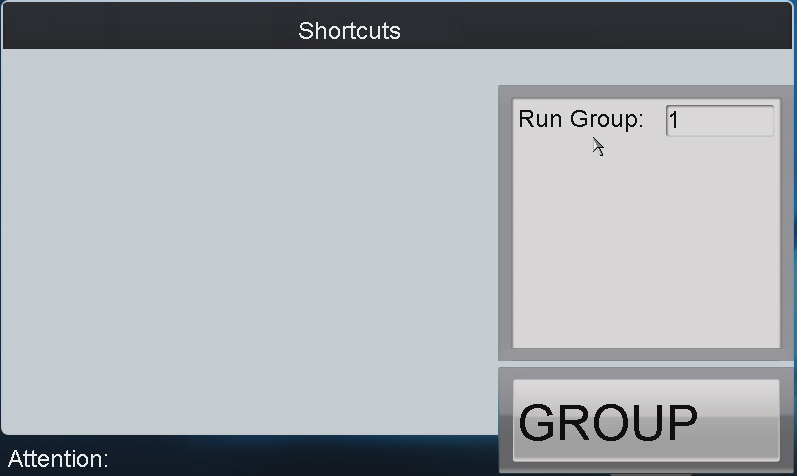 Shortcuts
Run Group: 1
GROUP
Attention: